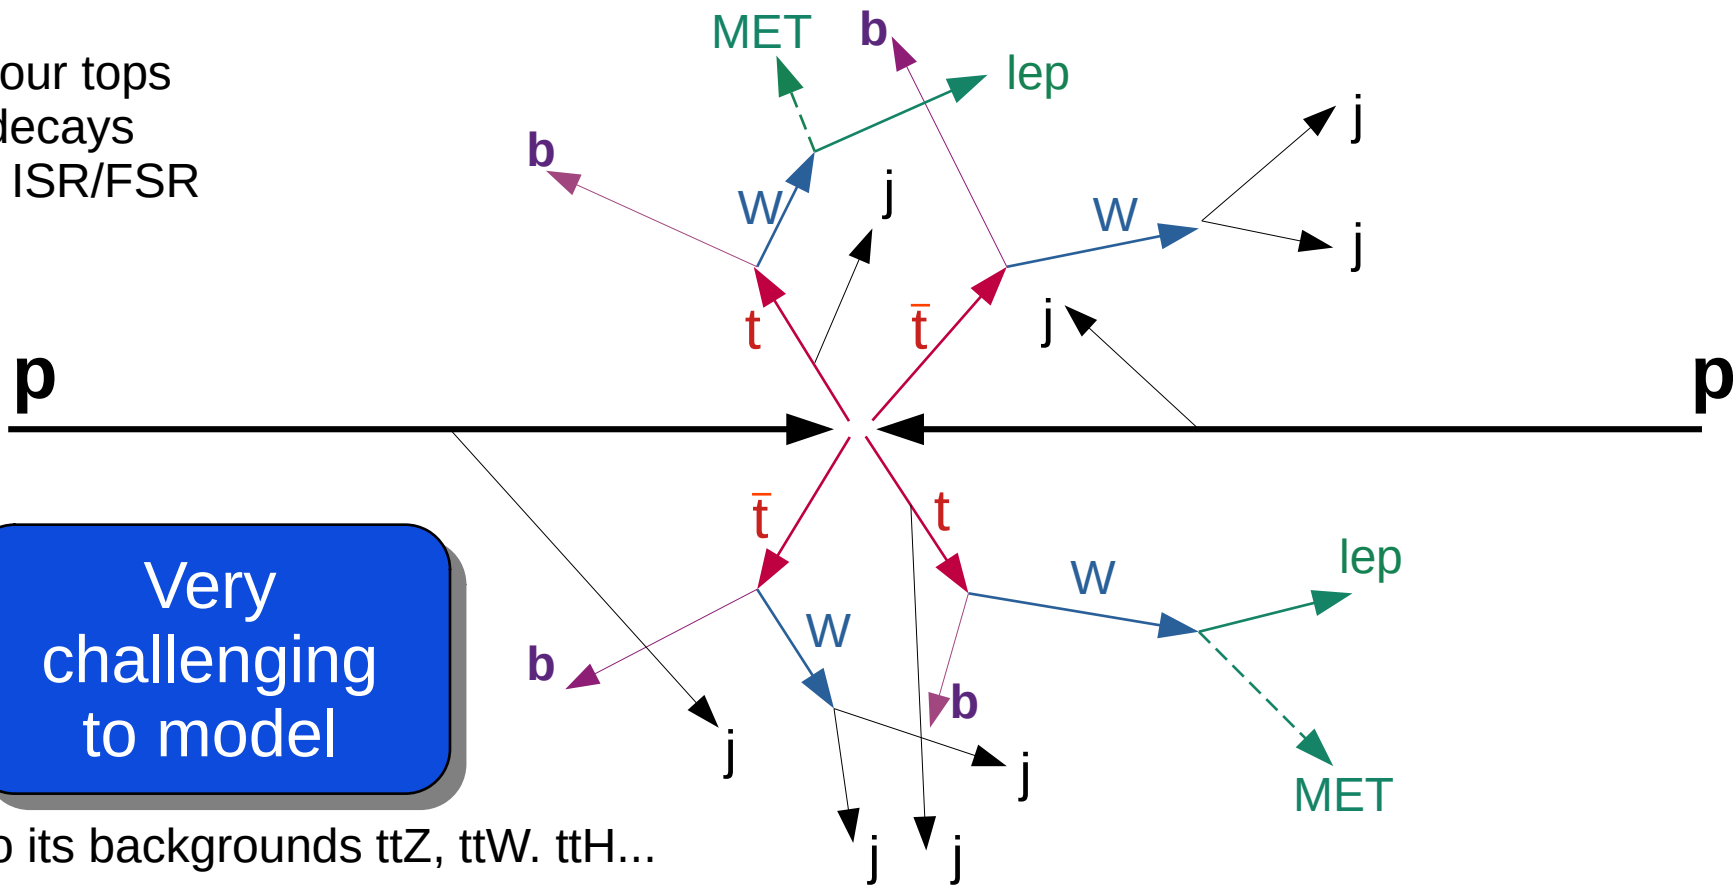 MET
b
our tops
lep
decays
j
b
ISR/FSR
j
W
W
j
t
t̄
j
p
p
t̄
t
lep
Very
W
W
challenging
b
b
to model
j
j
MET
its backgrounds ttZ, ttW. ttH...
j
j